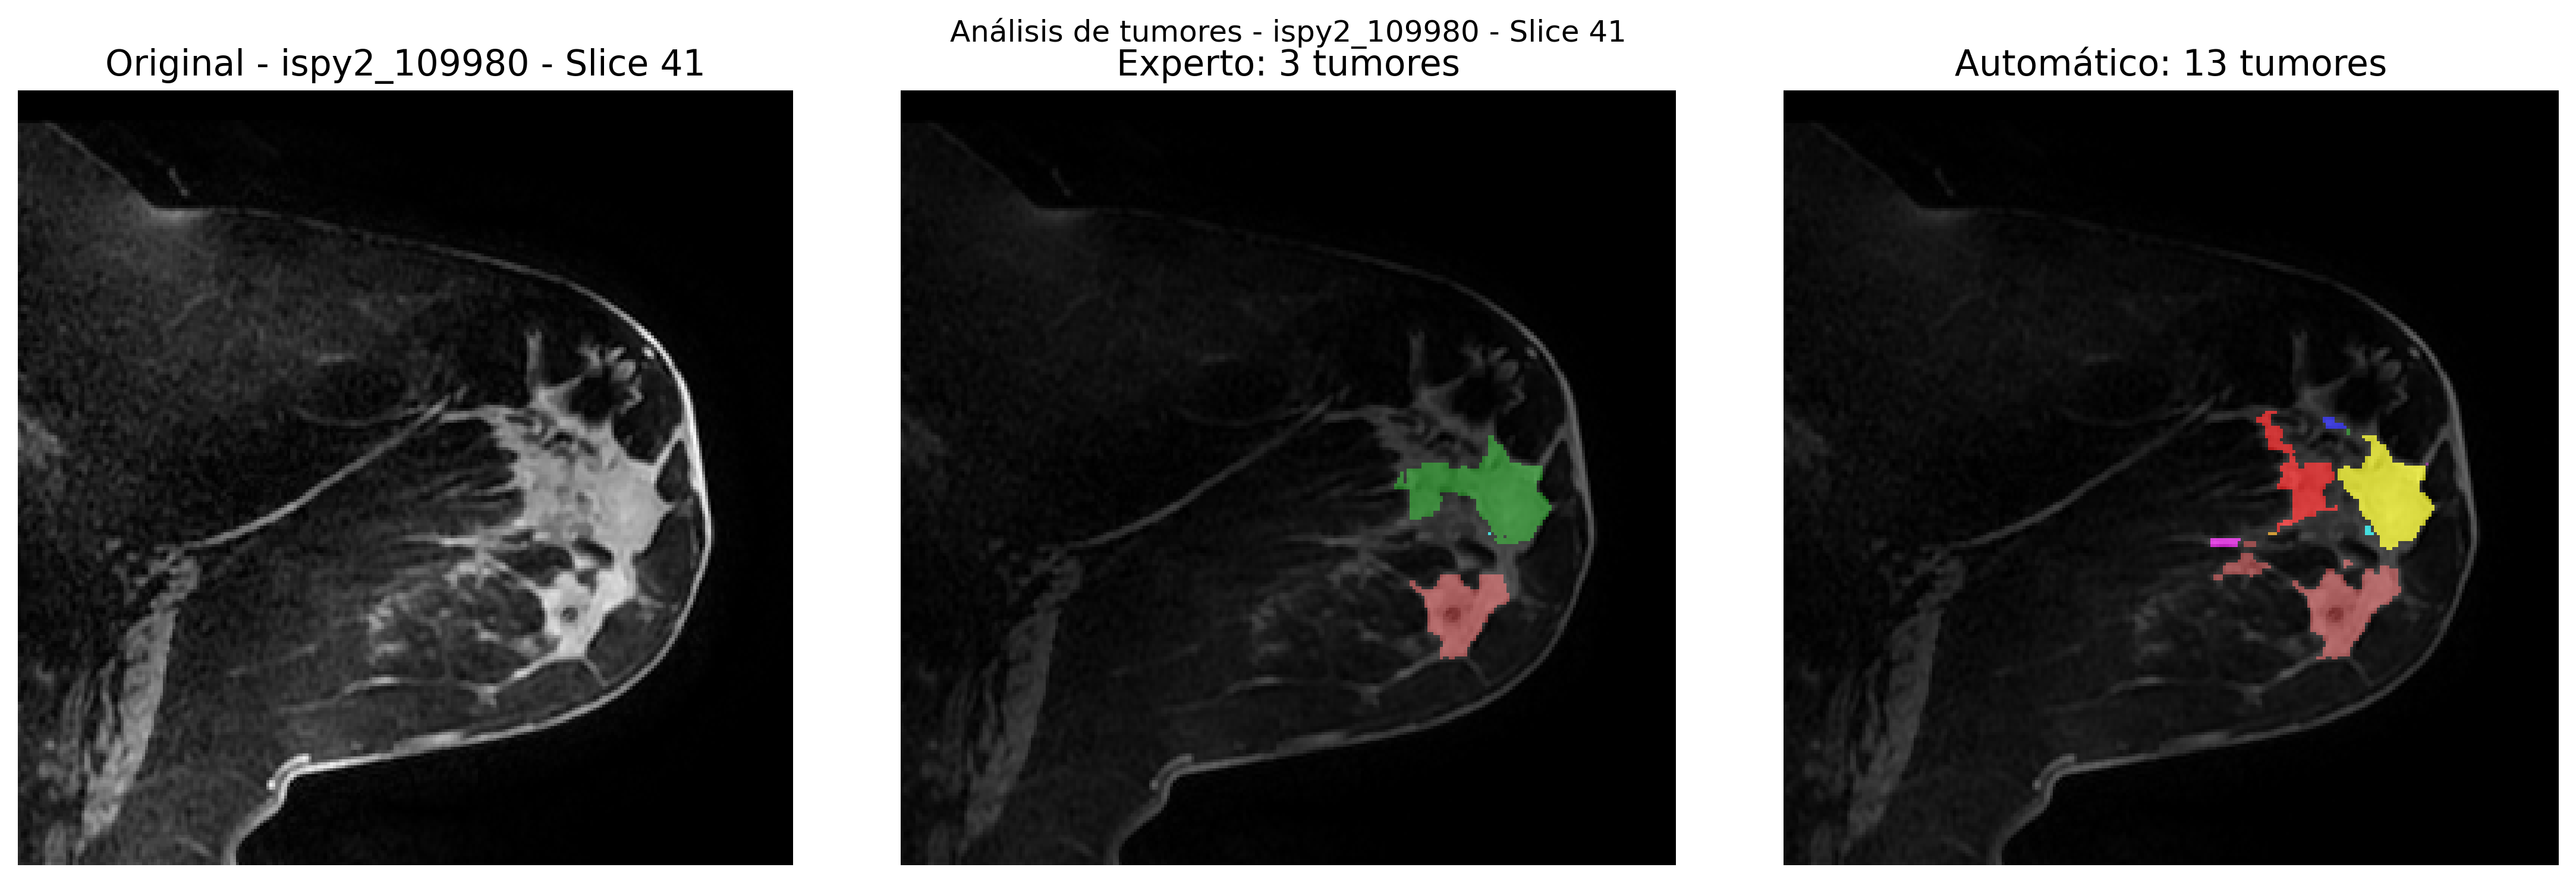 Análisis de tumores - ispy2_109980 - Slice 41
Original - ispy2_109980 - Slice 41
Experto: 3 tumores
Automático: 13 tumores